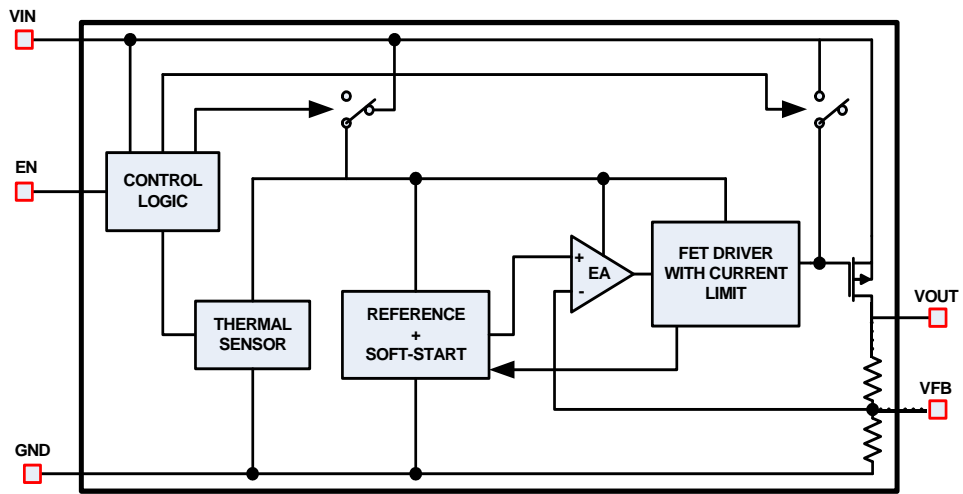 VIN
EN
CONTROL
LOGIC
+
EA
-
FET DRIVER
WITH CURRENT
LIMIT
VOUT
THERMAL
SENSOR
REFERENCE
+
SOFT-START
VFB
GND